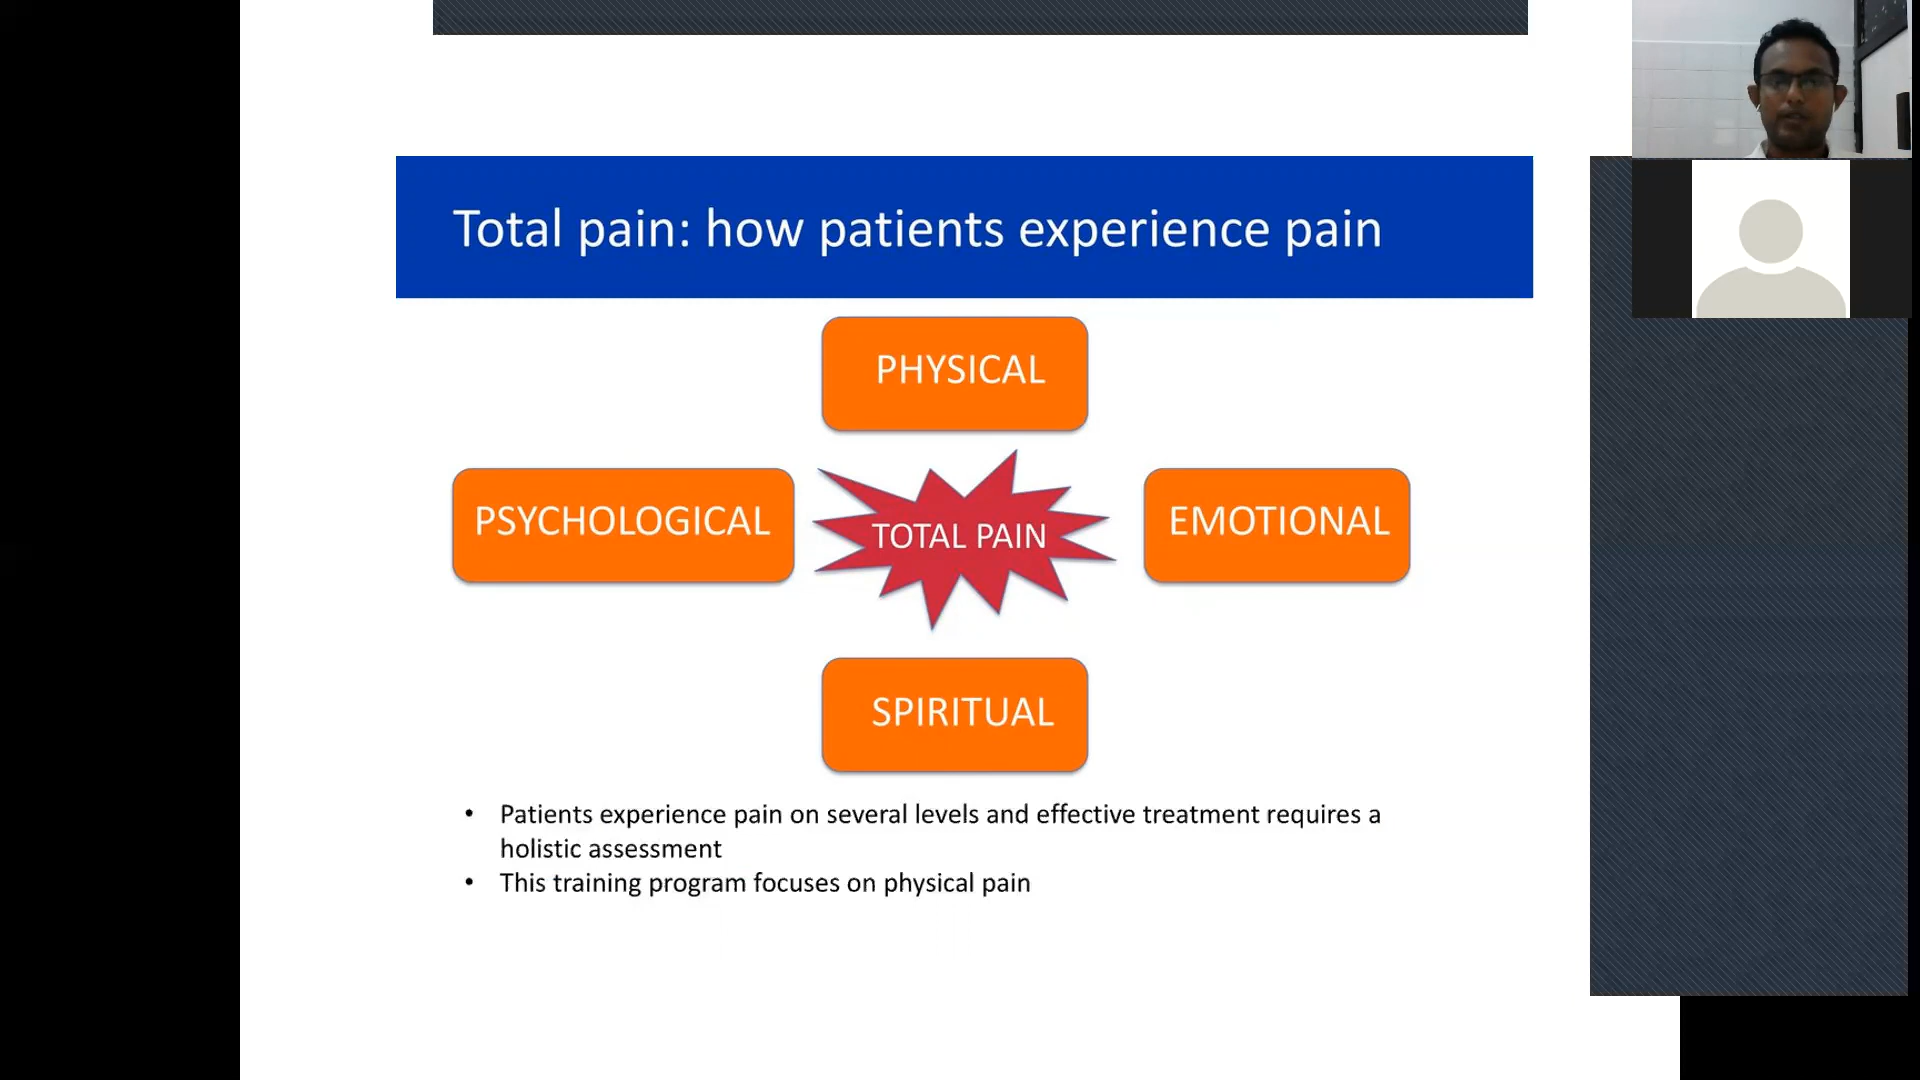 Total pain: how patients experience pain
PHYSICAL
PSYCHOLOGICAL
TOTAL PAIN
EMOTIONAL
SPIRITUAL
• Patients experience pain on several levels and effective treatment requires a
holistic assessment
• This training program focuses on physical pain